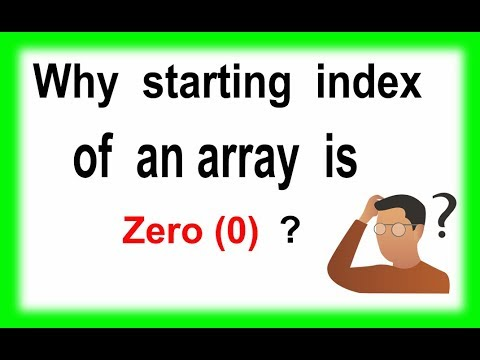 Why starting index
of an array is
Zero (0) ?
?